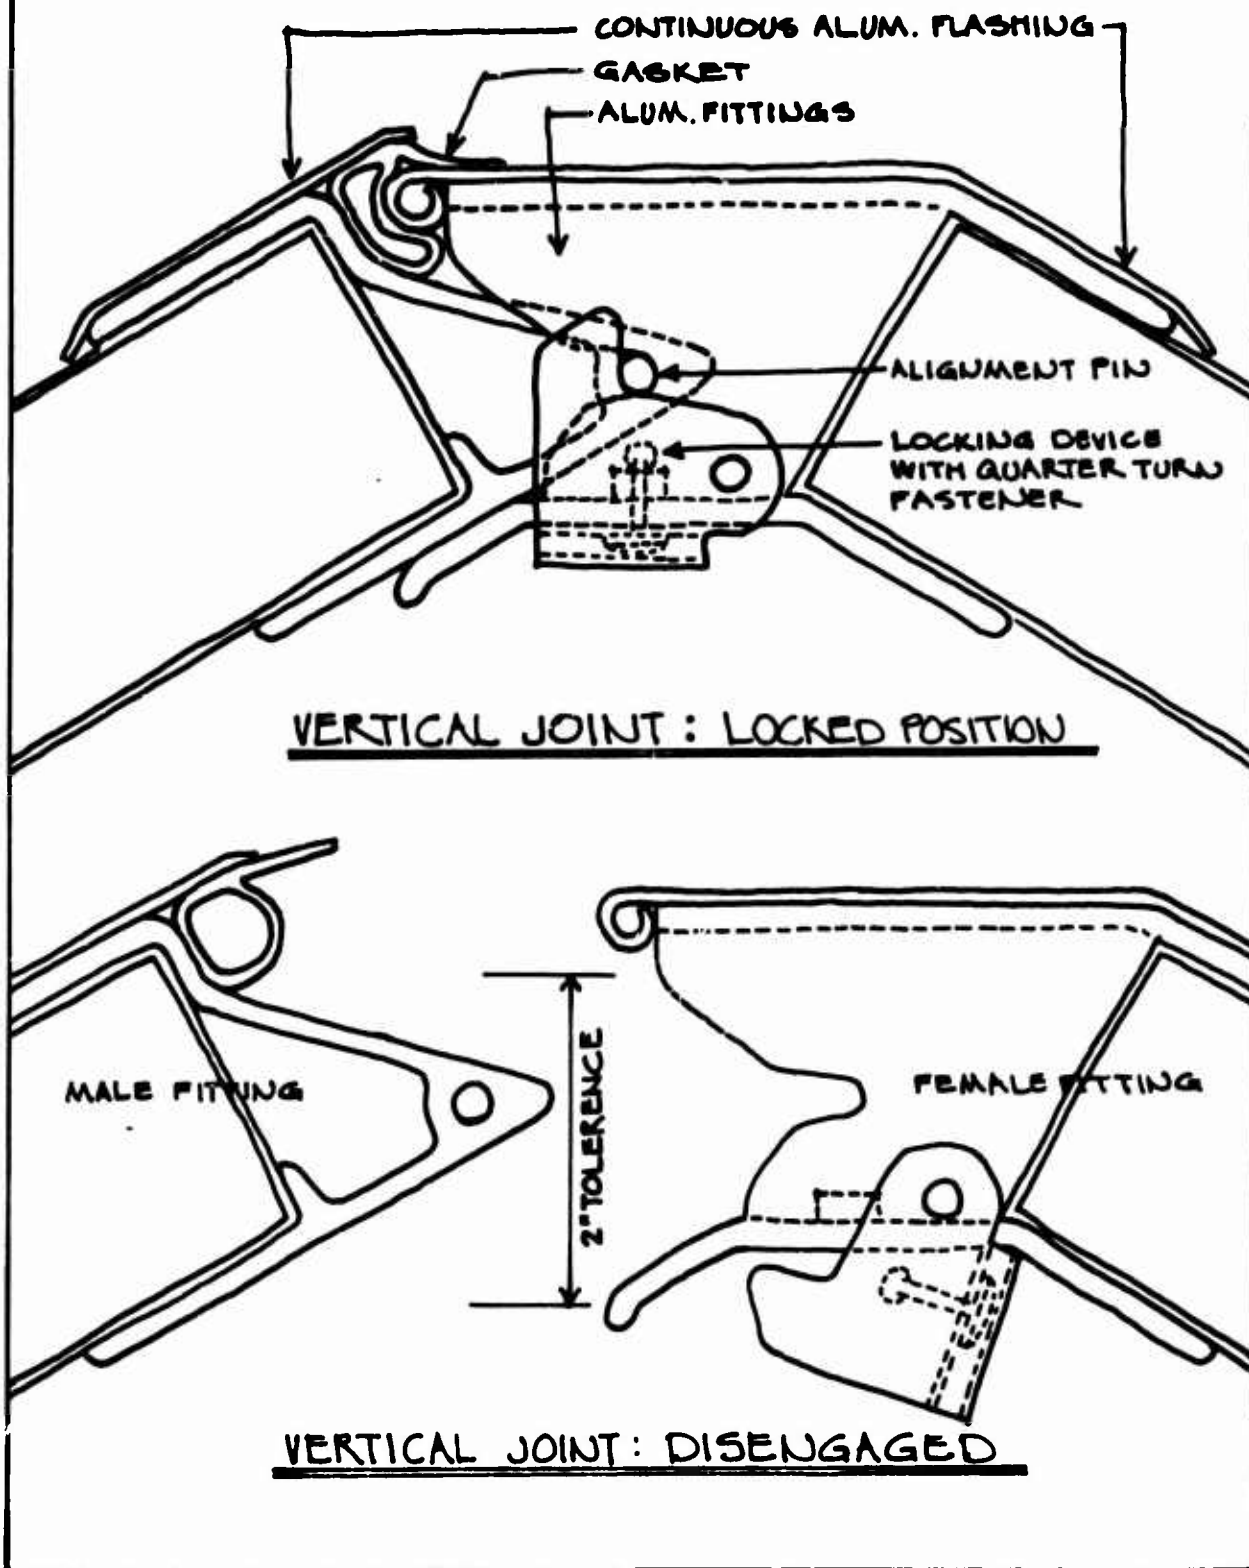 CONTINUOUS ALUM. FLASHING
GASKET
ALUM. FITTINGS
ALIGNMENT PIN
LOCKING DEVICE
WITH QUARTER TURN
FASTENER
VERTICAL JOINT: LOCKED POSITION
MALE FITTING
2" TOLERENCE
FEMALE FITTING
VERTICAL JOINT: DISENGAGED